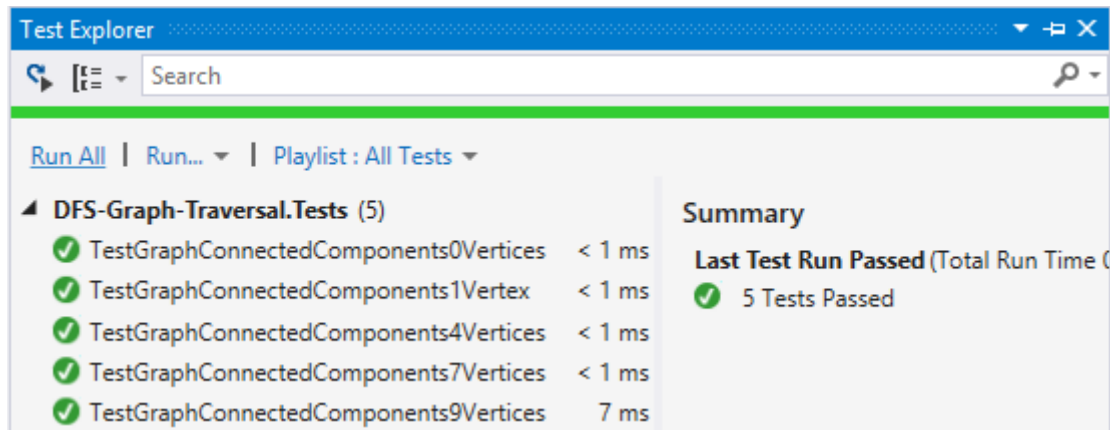 Test Explorer
Search
Run All | Run... | Playlist : All Tests
DFS-Graph-Traversal.Tests (5)
TestGraphConnectedComponents0Vertices < 1 ms
TestGraphConnectedComponents1Vertex < 1 ms
TestGraphConnectedComponents4Vertices < 1 ms
TestGraphConnectedComponents7Vertices < 1 ms
TestGraphConnectedComponents9Vertices 7 ms
Summary
Last Test Run Passed (Total Run Time
5 Tests Passed